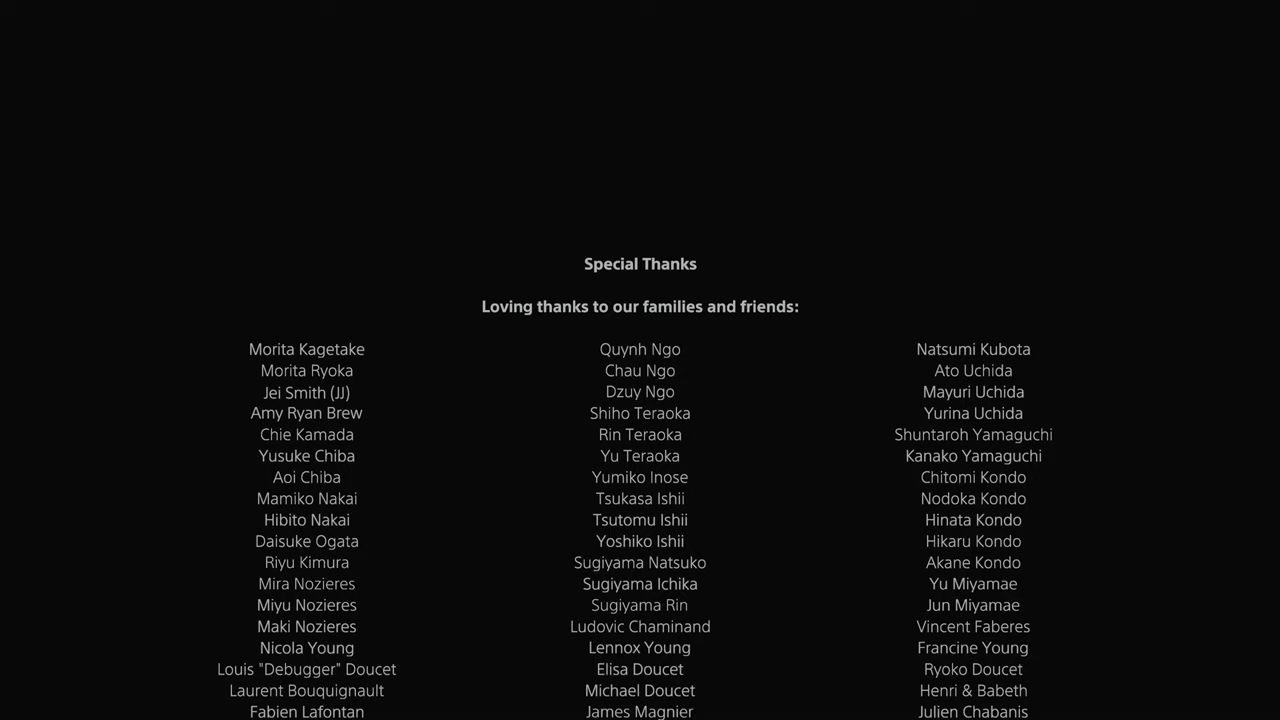 Special Thanks
Loving thanks to our families and friends:
Morita Kagetake Quynh Ngo Natsumi Kubota
Morita Ryoka Chau Ngo Ato Uchida
Jei Smith (JJ) Dzuy Ngo Mayuri Uchida
Amy Ryan Brew Shiho Teraoka Yurina Uchida
Chie Kamada Rin Teraoka Shuntaroh Yamaguchi
Yusuke Chiba Yu Teraoka Kanako Yamaguchi
Aoi Chiba Yumiko Inose Chitomi Kondo
Mamiko Nakai Tsukasa Ishii Nodoka Kondo
Hibito Nakai Tsutomu Ishii Hinata Kondo
Daisuke Ogata Yoshiko Ishii Hikaru Kondo
Riyu Kimura Sugiyama Natsuko Akane Kondo
Mira Nozieres Sugiyama Ichika Yu Miyamae
Miyu Nozieres Sugiyama Rin Jun Miyamae
Maki Nozieres Ludovic Chaminand Vincent Faberes
Nicola Young Lennox Young Francine Young
Louis "Debugger" Doucet Elisa Doucet Ryoko Doucet
Laurent Bouquignault Michael Doucet Henri & Babeth
Fabien Lafontan James Magnier Julien Chabanis